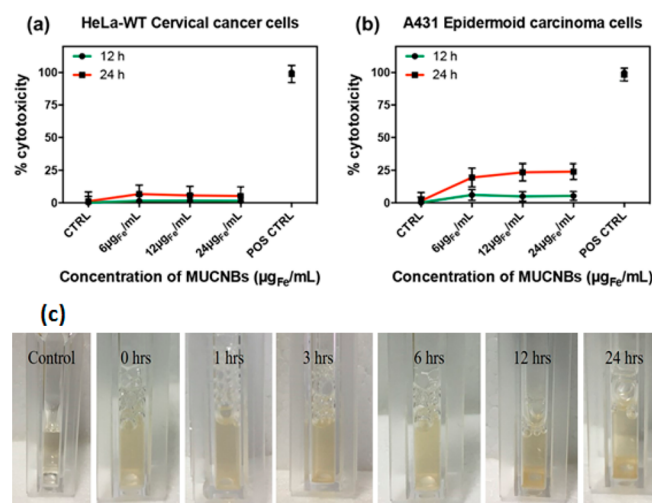 (a) HeLa-WT Cervical cancer cells
12 h
24 h
100
75
50
25
0
% cytotoxicity
CTRL
6µgFe/mL
12µgFe/mL
24µgFe/mL
POS CTRL
Concentration of MUCNBs (µgFe/mL)
(b) A431 Epidermoid carcinoma cells
12 h
24 h
100
75
50
25
0
% cytotoxicity
CTRL
6µgFe/mL
12µgFe/mL
24µgFe/mL
POS CTRL
Concentration of MUCNBs (µgFe/mL)
(c)
Control 0 hrs 1 hrs 3 hrs 6 hrs 12 hrs 24 hrs